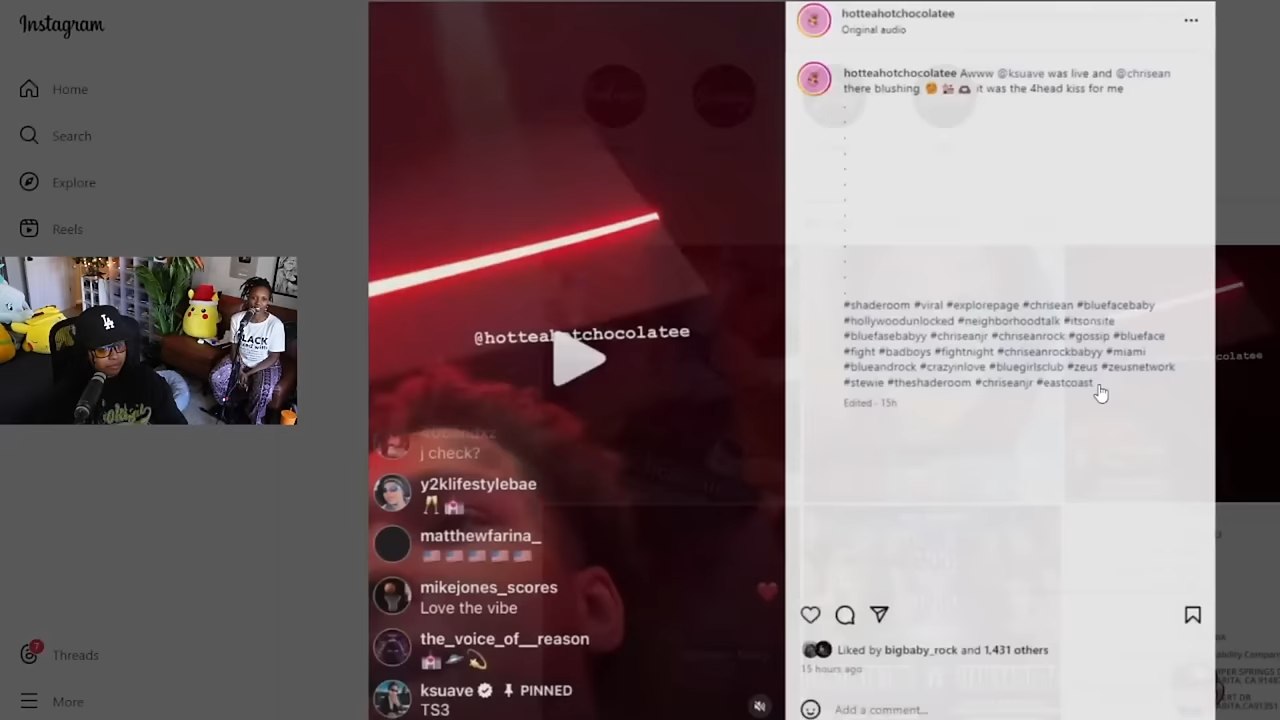 Instagram
Home
Search
Explore
Reels
Threads
7
More
LA
@hotteahotchocolatee
j check?
y2klifestylebae
matthewfarina_
mikejones_scores
Love the vibe
the_voice_of__reason
ksuave PINNED
TS3
hotteahotchocolatee
Original audio
hotteahotchocolatee Awww @ksuave was live and @chrisean
there blushing it was the 4head kiss for me
.
.
.
.
.
.
.
.
.
.
.
.
.
#shaderoom #viral #explorepage #chrisean #bluefacebaby
#hollywoodunlocked #neighborhoodtalk #itsonsite
#bluefasebabyy #chriseanjr #chriseanrock #gossip #blueface
#fight #badboys #fightnight #chriseanrockbabyy #miami
#blueandrock #crazyinlove #bluegirlsclub #zeus #zeusnetwork
#stewie #theshaderoom #chriseanjr #eastcoast
Edited · 15h
Liked by bigbaby_rock and 1,431 others
15 hours ago
Add a comment...